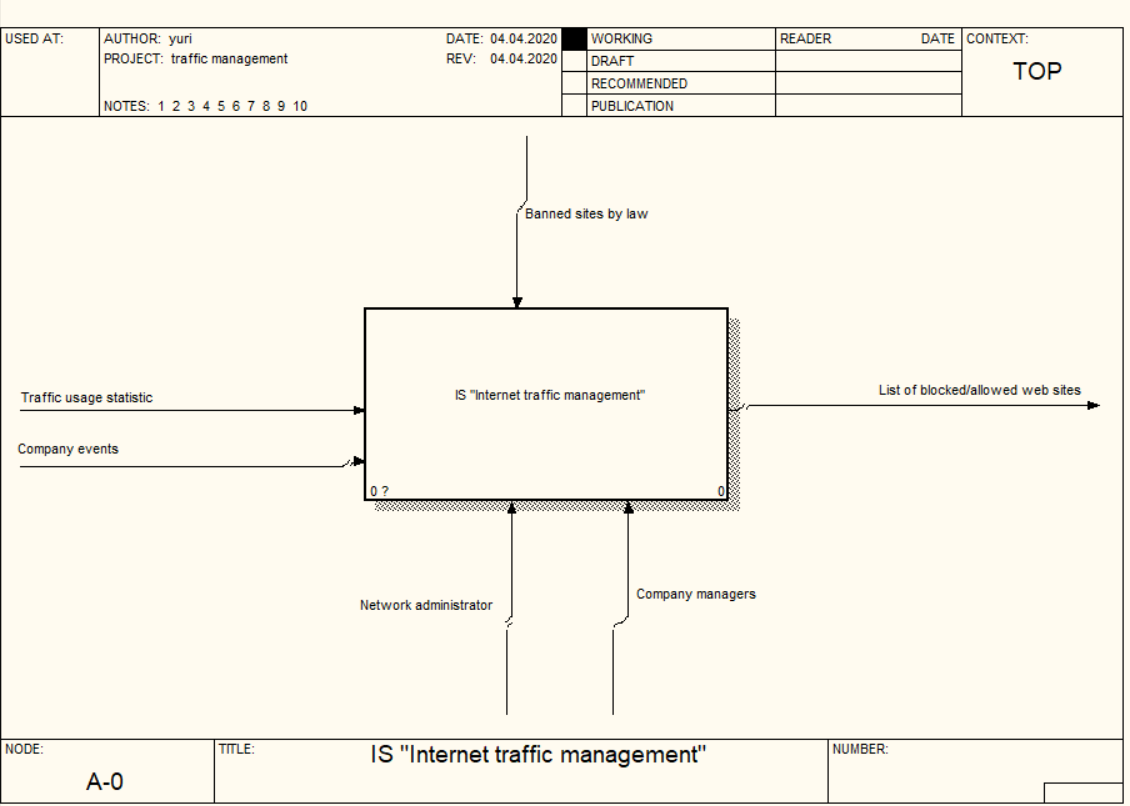 USED AT:
AUTHOR: yuri
DATE: 04.04.2020
PROJECT: traffic management
REV: 04.04.2020
NOTES: 1 2 3 4 5 6 7 8 9 10
WORKING
DRAFT
RECOMMENDED
PUBLICATION
READER
DATE
CONTEXT:
TOP
Banned sites by law
Traffic usage statistic
Company events
IS "Internet traffic management"
0 ?
0
List of blocked/allowed web sites
Network administrator
Company managers
NODE:
A-0
TITLE:
IS "Internet traffic management"
NUMBER: